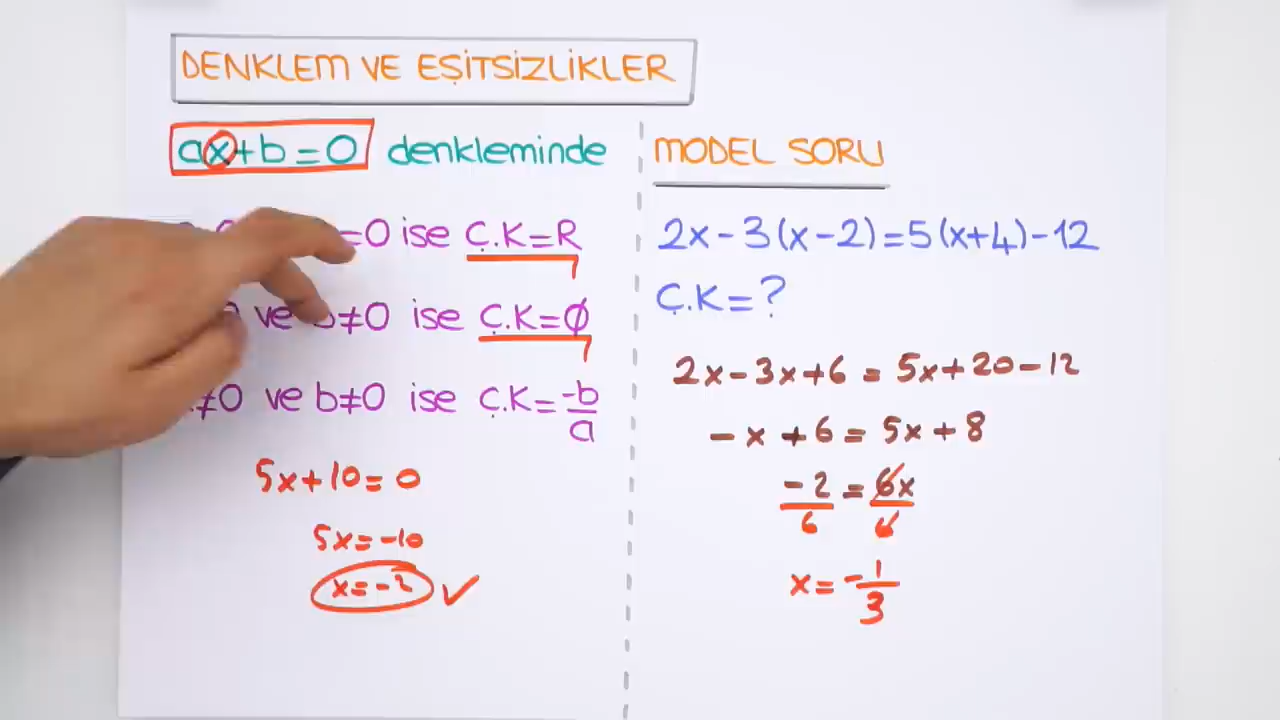 DENKLEM VE EŞİTSİZLİKLER
ax+b=0 denkleminde
=0 ise Ç.K=R
ve b≠0 ise Ç.K=∅
≠0 ve b≠0 ise Ç.K=-b/a
5x+10=0
5x=-10
x=-2 ✓
MODEL SORU
2x-3(x-2)=5(x+4)-12
Ç.K=?
2x-3x+6=5x+20-12
-x+6=5x+8
-2/6=6x/6
x=-1/3